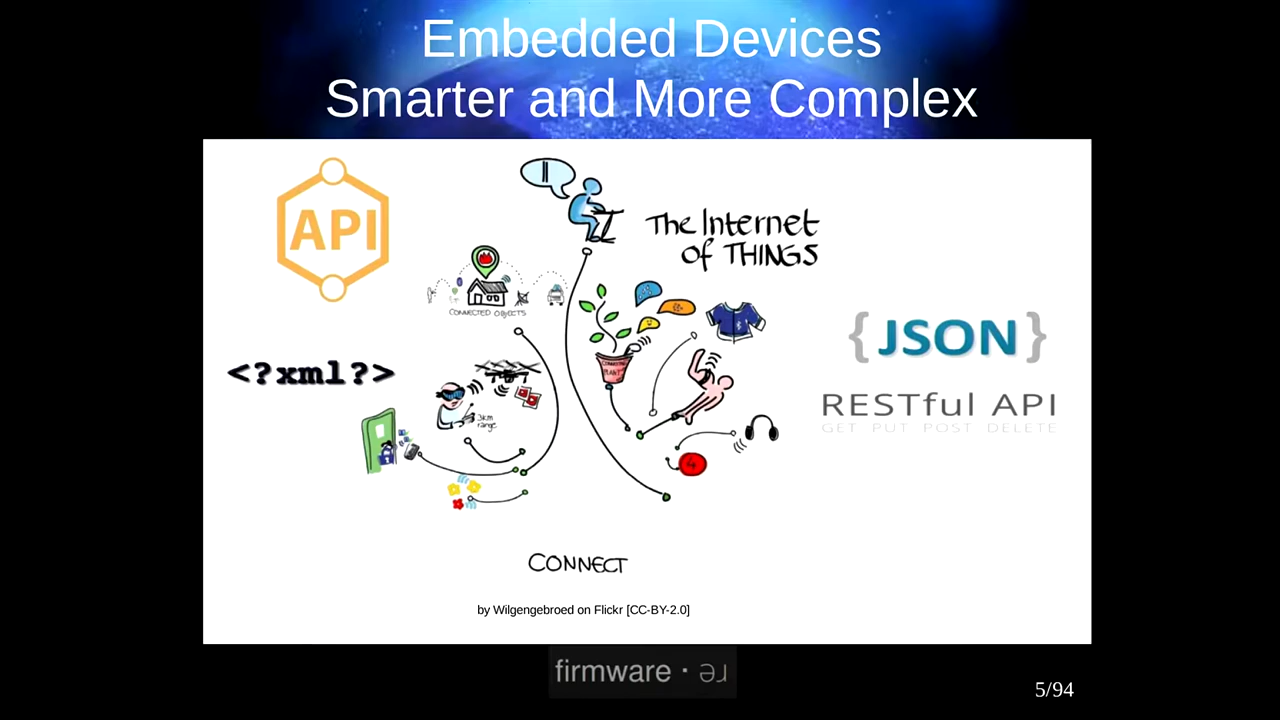 Embedded Devices
Smarter and More Complex
API
The Internet
of THINGS
CONNECTED OBJECTS
{JSON}
<?xml?>
RESTful API
GET PUT POST DELETE
3km
range
CONNECT
by Wilgengebroed on Flickr [CC-BY-2.0]
firmware · əɹ
5/94